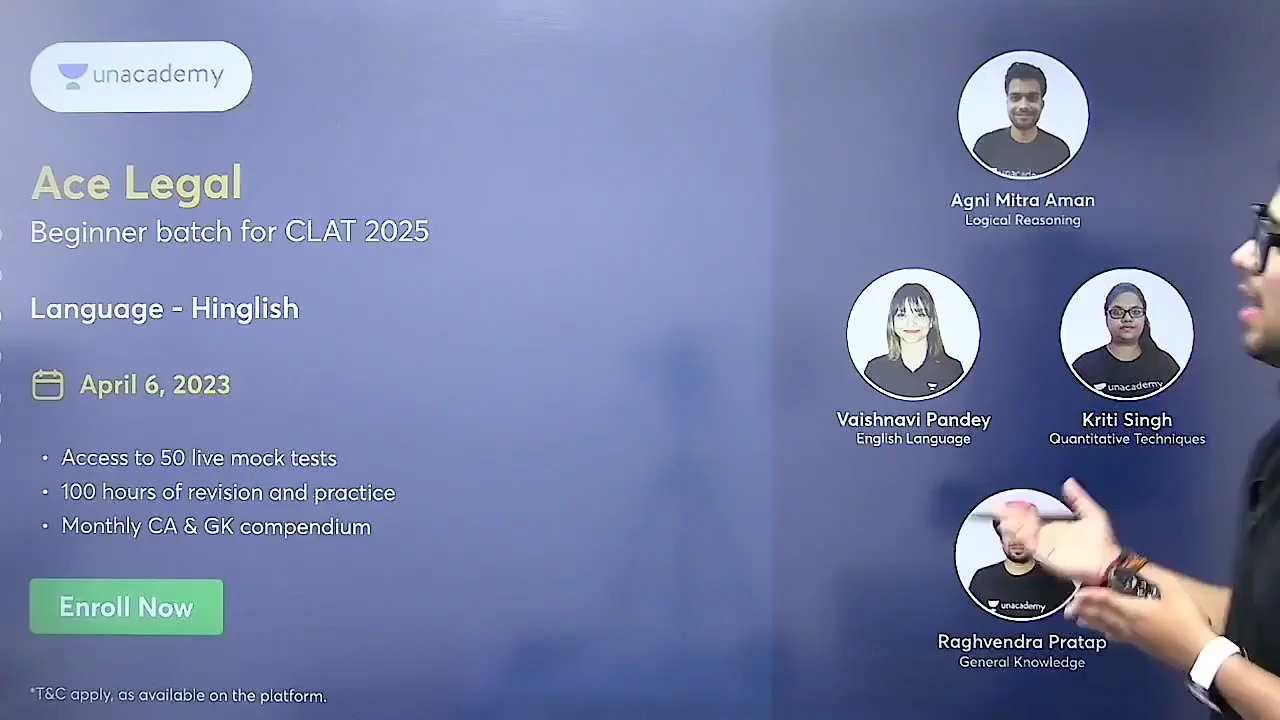 unacademy
Ace Legal
Beginner batch for CLAT 2025
Language - Hinglish
April 6, 2023
• Access to 50 live mock tests
• 100 hours of revision and practice
• Monthly CA & GK compendium
Enroll Now
*T&C apply, as available on the platform.
Agni Mitra Aman
Logical Reasoning
Vaishnavi Pandey
English Language
unacademy
Kriti Singh
Quantitative Techniques
unacademy
Raghvendra Pratap
General Knowledge